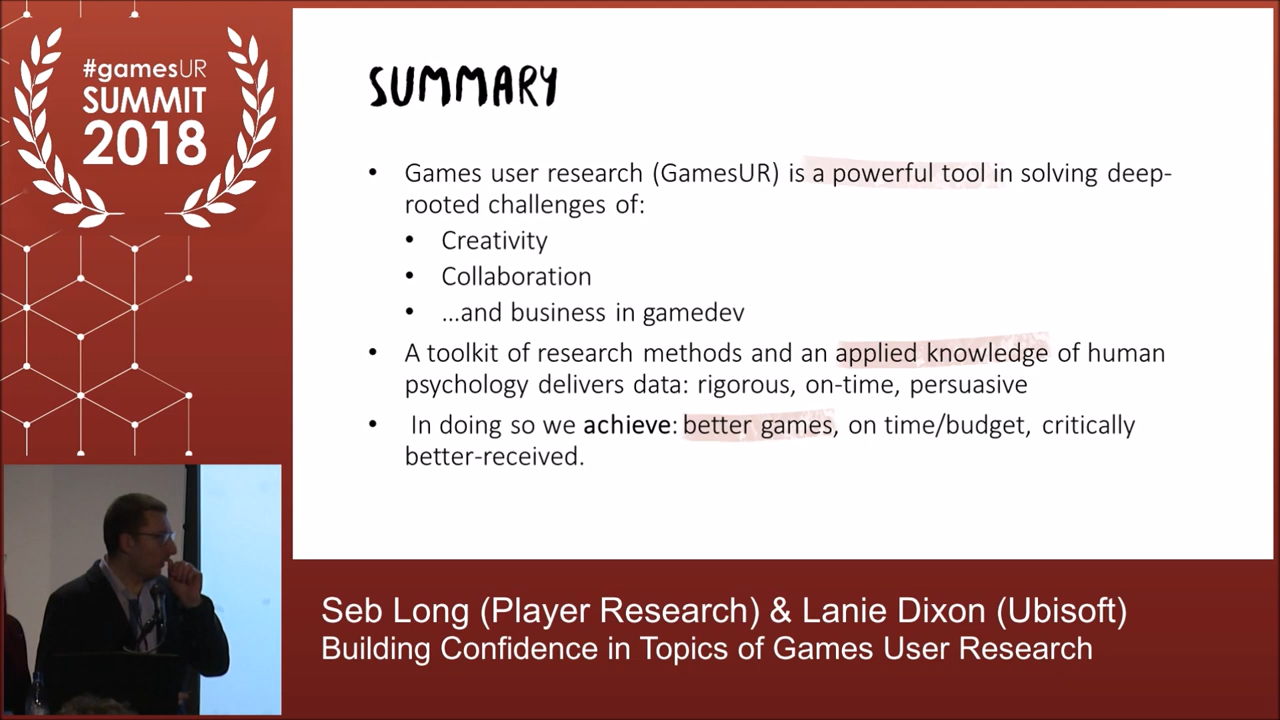 #gamesUR
SUMMIT
2018
SUMMARY
• Games user research (GamesUR) is a powerful tool in solving deep-
rooted challenges of:
• Creativity
• Collaboration
• ...and business in gamedev
• A toolkit of research methods and an applied knowledge of human
psychology delivers data: rigorous, on-time, persuasive
• In doing so we achieve: better games, on time/budget, critically
better-received.
Seb Long (Player Research) & Lanie Dixon (Ubisoft)
Building Confidence in Topics of Games User Research